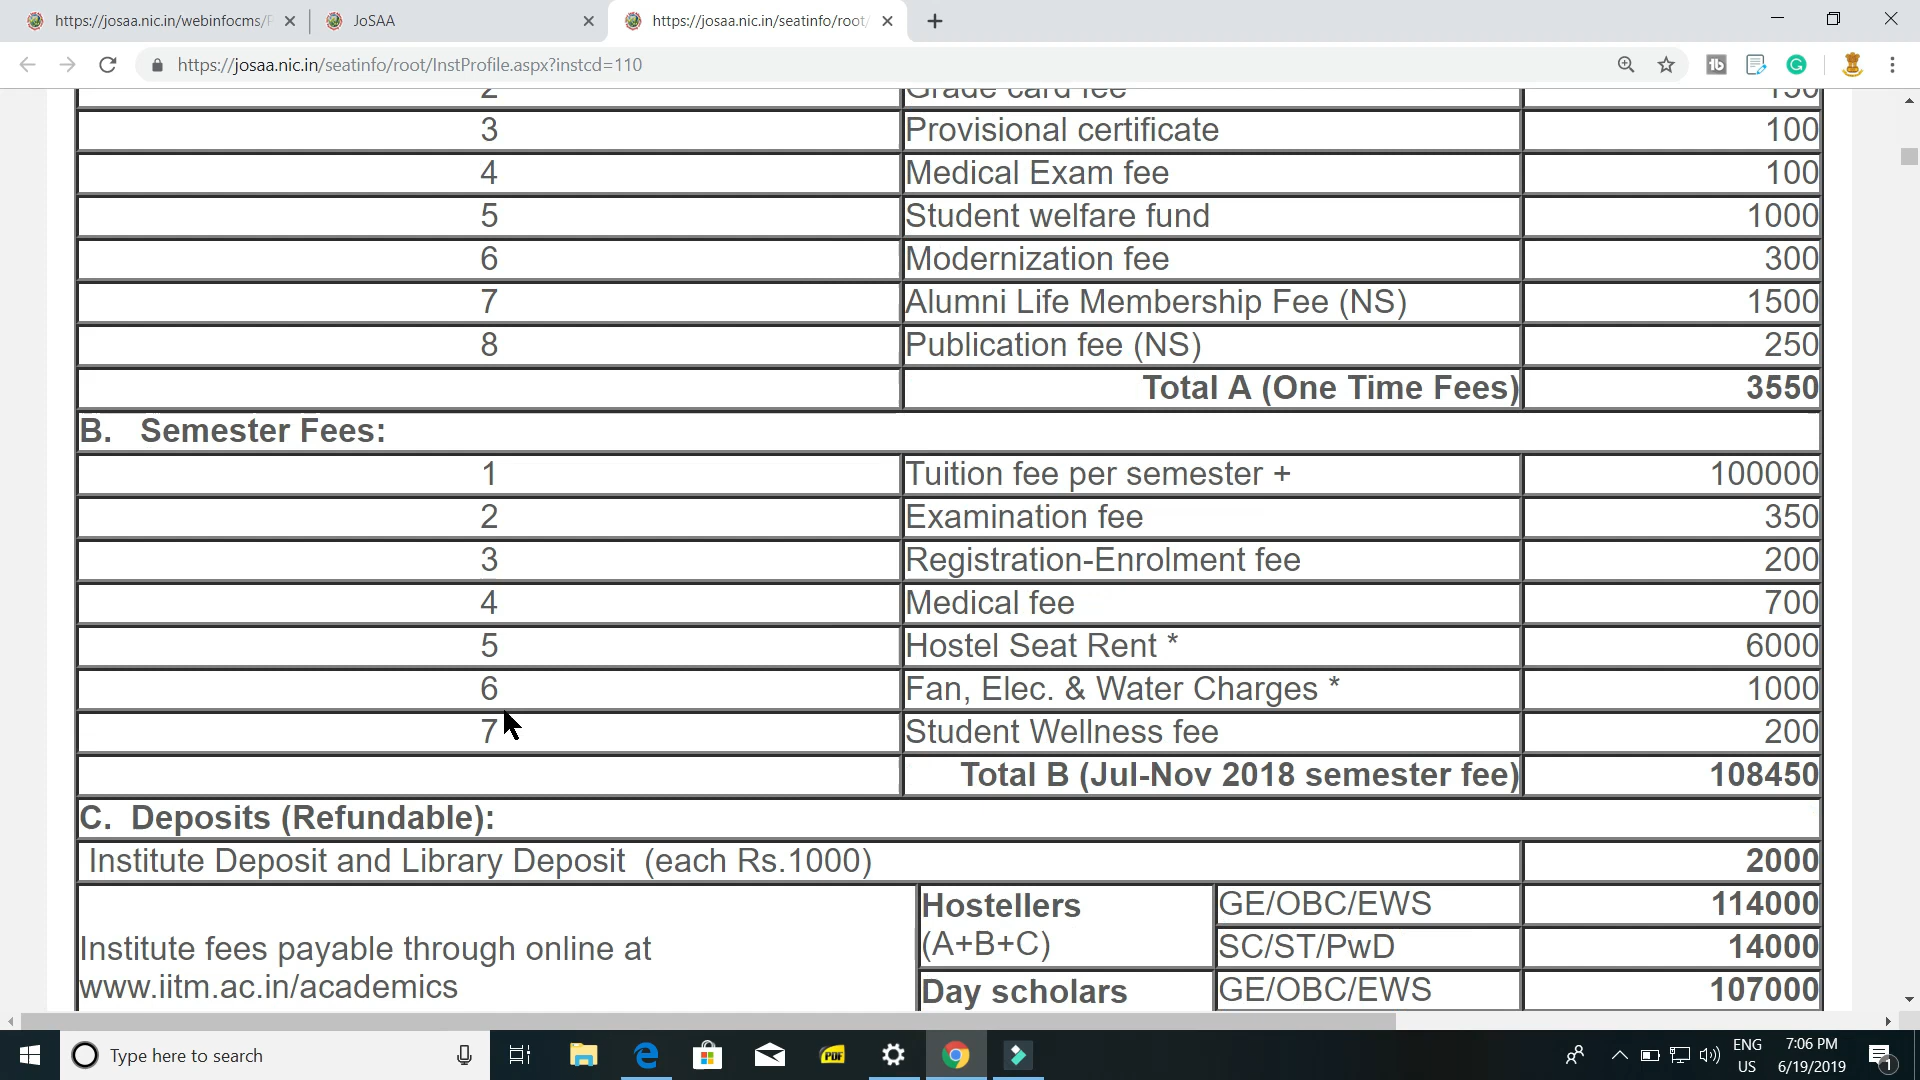 https://josaa.nic.in/webinfocms/
JoSAA
https://josaa.nic.in/seatinfo/root/
https://josaa.nic.in/seatinfo/root/InstProfile.aspx?instcd=110
2 Grade card fee 150
3 Provisional certificate 100
4 Medical Exam fee 100
5 Student welfare fund 1000
6 Modernization fee 300
7 Alumni Life Membership Fee (NS) 1500
8 Publication fee (NS) 250
Total A (One Time Fees) 3550
B. Semester Fees:
1 Tuition fee per semester + 100000
2 Examination fee 350
3 Registration-Enrolment fee 200
4 Medical fee 700
5 Hostel Seat Rent * 6000
6 Fan, Elec. & Water Charges * 1000
7 Student Wellness fee 200
Total B (Jul-Nov 2018 semester fee) 108450
C. Deposits (Refundable):
Institute Deposit and Library Deposit (each Rs.1000) 2000
Institute fees payable through online at
www.iitm.ac.in/academics
Hostellers
(A+B+C)
GE/OBC/EWS 114000
SC/ST/PwD 14000
Day scholars GE/OBC/EWS 107000
Type here to search
PDF
ENG
US
7:06 PM
6/19/2019
1